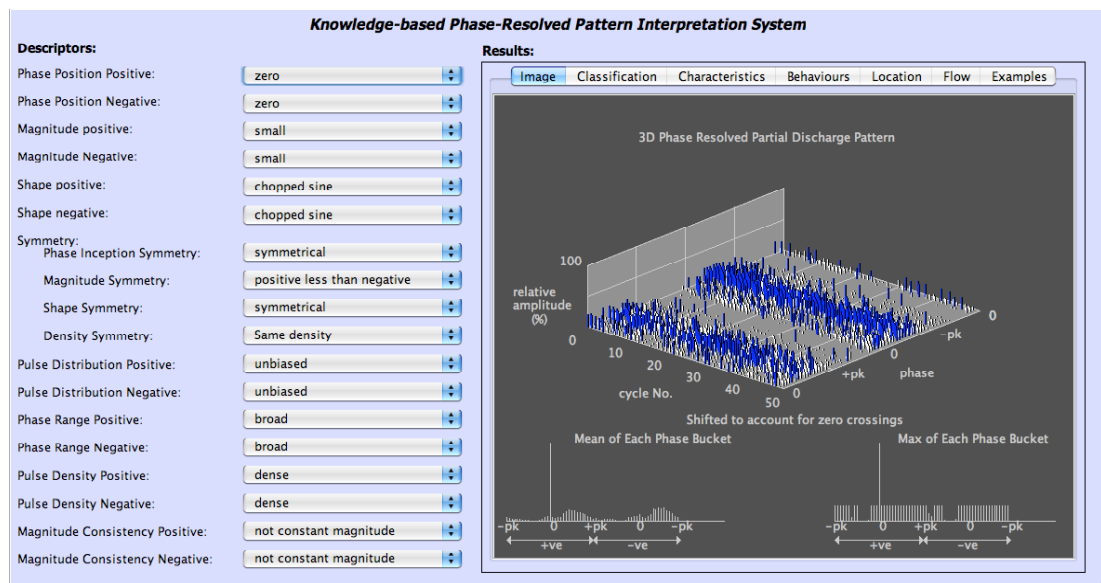 Knowledge-based Phase-Resolved Pattern Interpretation System
Descriptors:
Phase Position Positive: zero
Phase Position Negative: zero
Magnitude positive: small
Magnitude Negative: small
Shape positive: chopped sine
Shape negative: chopped sine
Symmetry:
Phase Inception Symmetry: symmetrical
Magnitude Symmetry: positive less than negative
Shape Symmetry: symmetrical
Density Symmetry: Same density
Pulse Distribution Positive: unbiased
Pulse Distribution Negative: unbiased
Phase Range Positive: broad
Phase Range Negative: broad
Pulse Density Positive: dense
Pulse Density Negative: dense
Magnitude Consistency Positive: not constant magnitude
Magnitude Consistency Negative: not constant magnitude
Results:
Image Classification Characteristics Behaviours Location Flow Examples
3D Phase Resolved Partial Discharge Pattern
100
relative
amplitude
(%)
0
10
20
30
40
50
cycle No.
0
+pk
0
-pk
0
phase
Shifted to account for zero crossings
Mean of Each Phase Bucket
-pk 0 +pk 0 -pk
+ve -ve
Max of Each Phase Bucket
-pk 0 +pk 0 -pk
+ve -ve